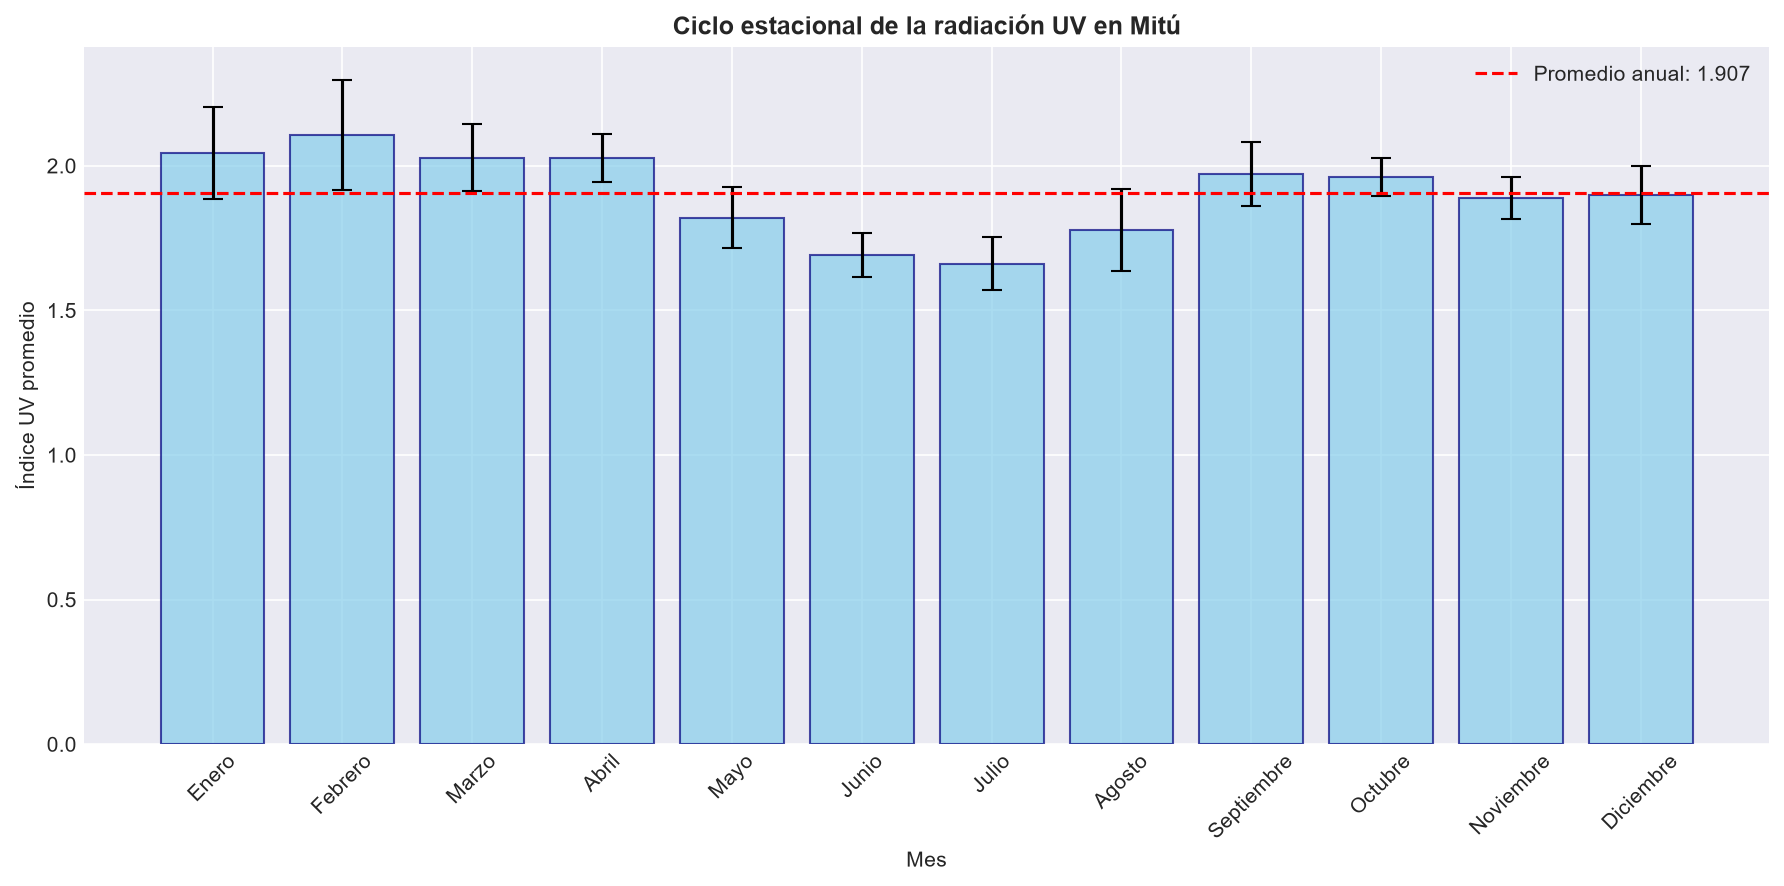 Ciclo estacional de la radiación UV en Mitú
Promedio anual: 1.907
Índice UV promedio
2.0
1.5
1.0
0.5
0.0
Enero
Febrero
Marzo
Abril
Mayo
Junio
Julio
Agosto
Septiembre
Octubre
Noviembre
Diciembre
Mes